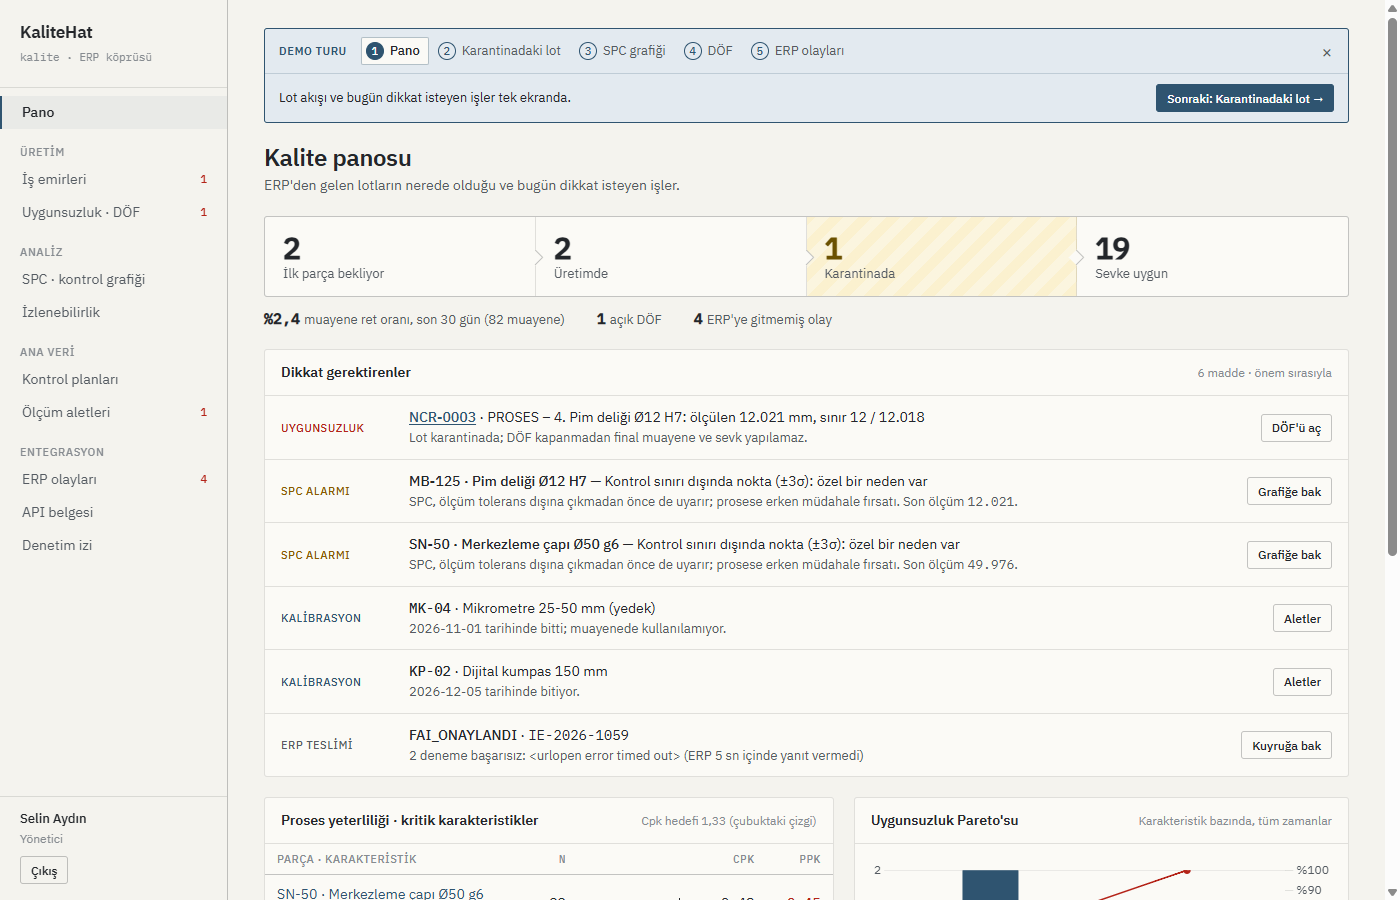 KaliteHat
kalite · ERP köprüsü
Pano
ÜRETİM
İş emirleri 1
Uygunsuzluk · DÖF 1
ANALİZ
SPC · kontrol grafiği
İzlenebilirlik
ANA VERİ
Kontrol planları
Ölçüm aletleri 1
ENTEGRASYON
ERP olayları 4
API belgesi
Denetim izi
Selin Aydın
Yönetici
Çıkış
DEMO TURU 1 Pano 2 Karantinadaki lot 3 SPC grafiği 4 DÖF 5 ERP olayları ×
Lot akışı ve bugün dikkat isteyen işler tek ekranda. Sonraki: Karantinadaki lot →
Kalite panosu
ERP'den gelen lotların nerede olduğu ve bugün dikkat isteyen işler.
2 2 1 19
İlk parça bekliyor Üretimde Karantinada Sevke uygun
%2,4 muayene ret oranı, son 30 gün (82 muayene) 1 açık DÖF 4 ERP'ye gitmemiş olay
Dikkat gerektirenler 6 madde · önem sırasıyla
UYGUNSUZLUK NCR-0003 · PROSES – 4. Pim deliği Ø12 H7: ölçülen 12.021 mm, sınır 12 / 12.018 DÖF'ü aç
Lot karantinada; DÖF kapanmadan final muayene ve sevk yapılamaz.
SPC ALARMI MB-125 · Pim deliği Ø12 H7 — Kontrol sınırı dışında nokta (±3σ): özel bir neden var Grafiğe bak
SPC, ölçüm tolerans dışına çıkmadan önce de uyarır; prosese erken müdahale fırsatı. Son ölçüm 12.021.
SPC ALARMI SN-50 · Merkezleme çapı Ø50 g6 — Kontrol sınırı dışında nokta (±3σ): özel bir neden var Grafiğe bak
SPC, ölçüm tolerans dışına çıkmadan önce de uyarır; prosese erken müdahale fırsatı. Son ölçüm 49.976.
KALİBRASYON MK-04 · Mikrometre 25-50 mm (yedek) Aletler
2026-11-01 tarihinde bitti; muayenede kullanılamıyor.
KALİBRASYON KP-02 · Dijital kumpas 150 mm Aletler
2026-12-05 tarihinde bitiyor.
ERP TESLİMİ FAI_ONAYLANDI · IE-2026-1059 Kuyruğa bak
2 deneme başarısız: <urlopen error timed out> (ERP 5 sn içinde yanıt vermedi)
Proses yeterliliği · kritik karakteristikler Cpk hedefi 1,33 (çubuktaki çizgi)
PARÇA · KARAKTERİSTİK N CPK PPK
SN-50 · Merkezleme çapı Ø50 g6
Uygunsuzluk Pareto'su Karakteristik bazında, tüm zamanlar
2 %100
%90